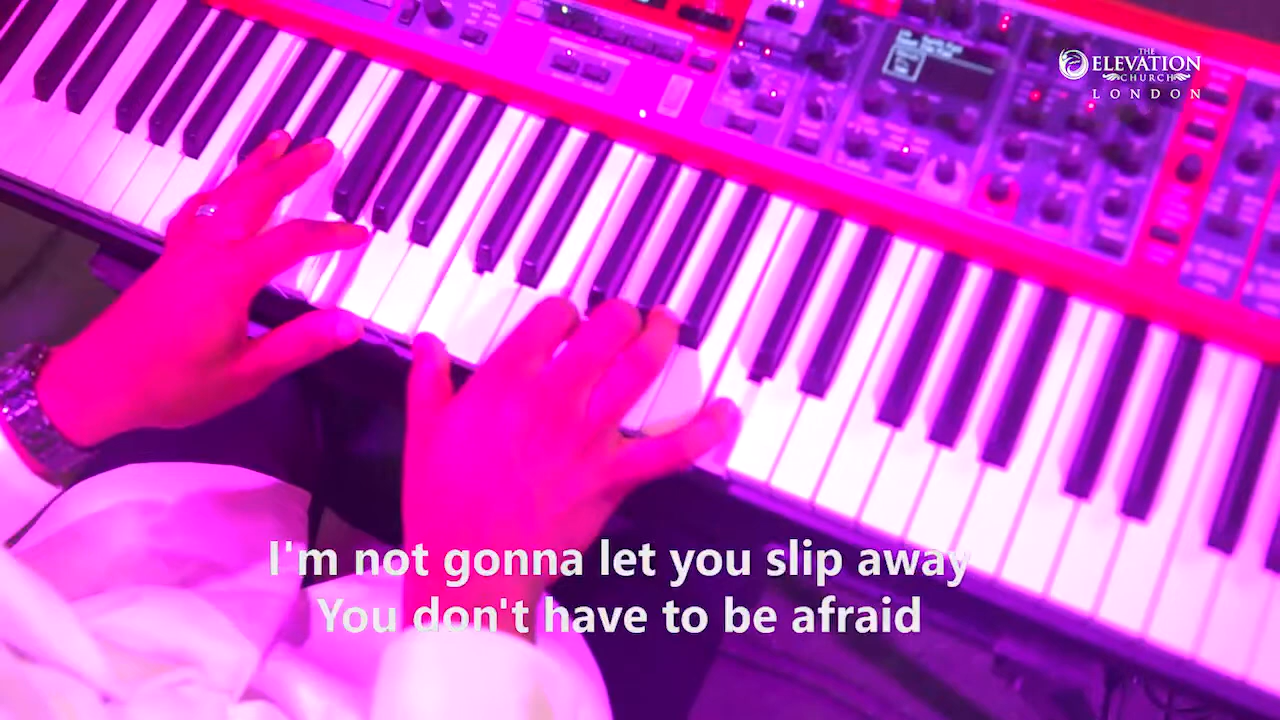 THE
ELEVATION
CHURCH
LONDON
I'm not gonna let you slip away
You don't have to be afraid